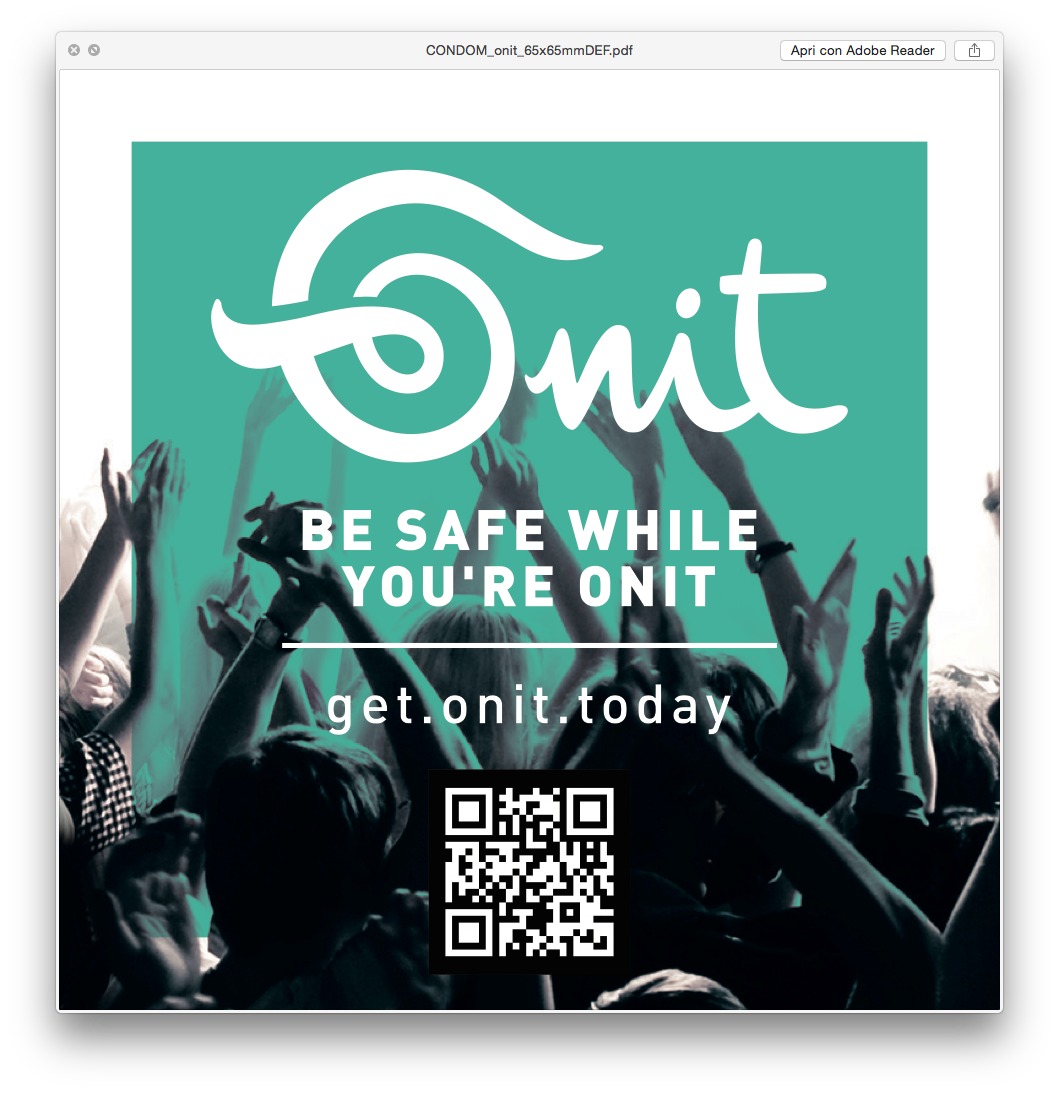 CONDOM_onit_65x65mmDEF.pdf
Apri con Adobe Reader
Onit
BE SAFE WHILE
YOU'RE ONIT
get.onit.today